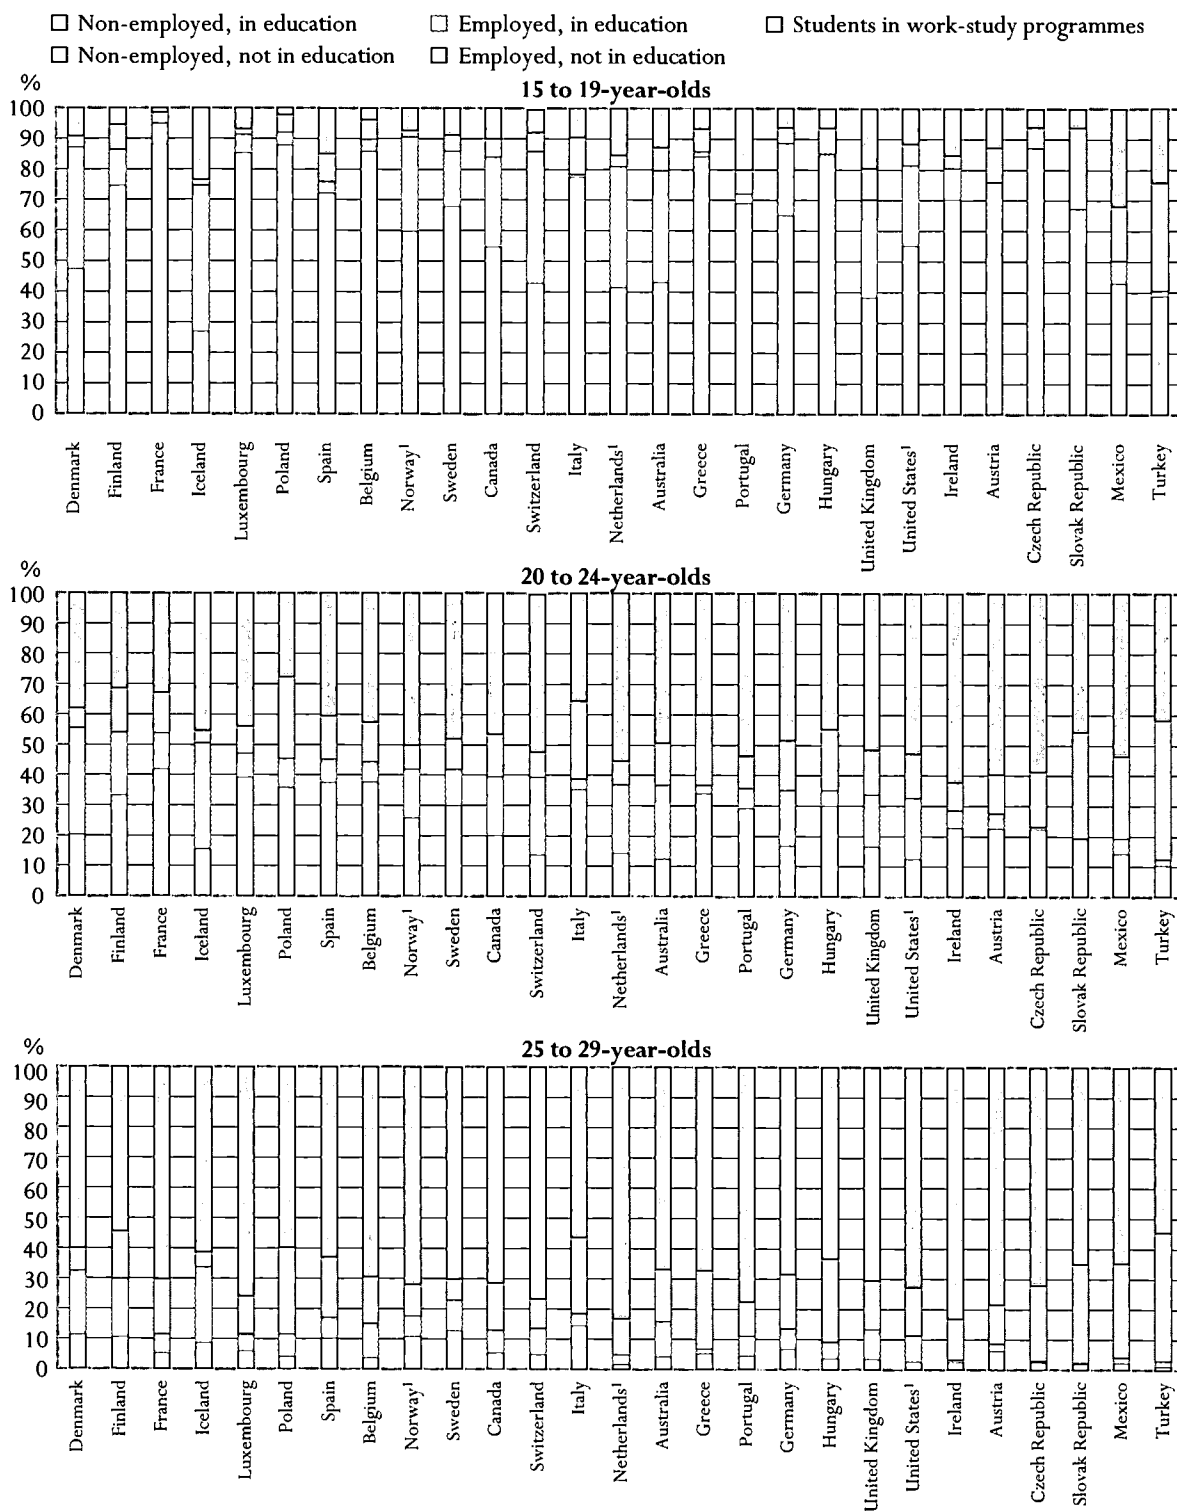 Non-employed, in education Employed, in education Students in work-study programmes
Non-employed, not in education Employed, not in education
%
15 to 19-year-olds
100
90
80
70
60
50
40
30
20
10
0
Denmark
Finland
France
Iceland
Luxembourg
Poland
Spain
Belgium
Norway¹
Sweden
Canada
Switzerland
Italy
Netherlands¹
Australia
Greece
Portugal
Germany
Hungary
United Kingdom
United States¹
Ireland
Austria
Czech Republic
Slovak Republic
Mexico
Turkey
%
20 to 24-year-olds
100
90
80
70
60
50
40
30
20
10
0
Denmark
Finland
France
Iceland
Luxembourg
Poland
Spain
Belgium
Norway¹
Sweden
Canada
Switzerland
Italy
Netherlands¹
Australia
Greece
Portugal
Germany
Hungary
United Kingdom
United States¹
Ireland
Austria
Czech Republic
Slovak Republic
Mexico
Turkey
%
25 to 29-year-olds
100
90
80
70
60
50
40
30
20
10
0
Denmark
Finland
France
Iceland
Luxembourg
Poland
Spain
Belgium
Norway¹
Sweden
Canada
Switzerland
Italy
Netherlands¹
Australia
Greece
Portugal
Germany
Hungary
United Kingdom
United States¹
Ireland
Austria
Czech Republic
Slovak Republic
Mexico
Turkey